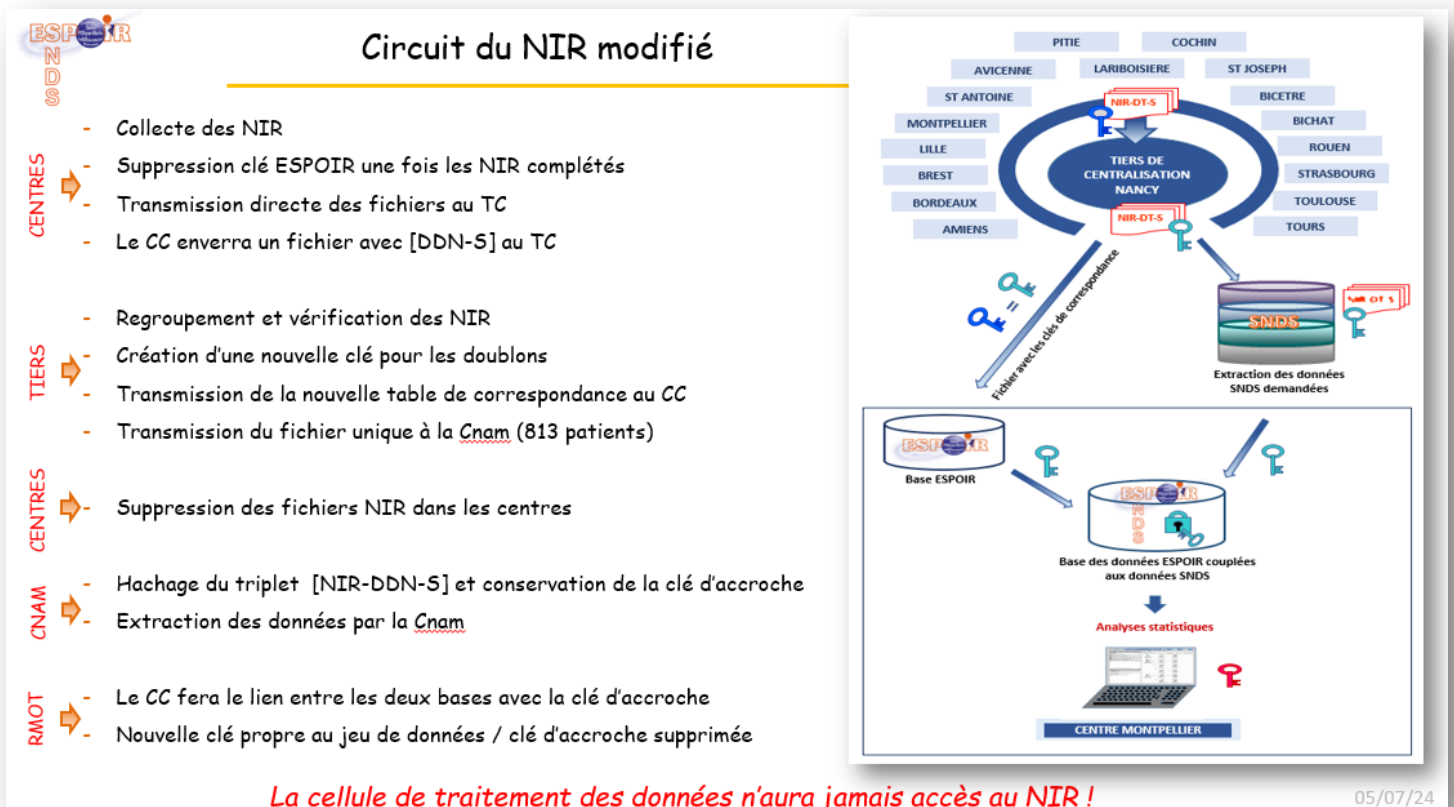 ESPOIR
SNDS
Circuit du NIR modifié
CENTRES
- Collecte des NIR
- Suppression clé ESPOIR une fois les NIR complétés
- Transmission directe des fichiers au TC
- Le CC enverra un fichier avec [DDN-S] au TC
TIERS
- Regroupement et vérification des NIR
- Création d'une nouvelle clé pour les doublons
- Transmission de la nouvelle table de correspondance au CC
- Transmission du fichier unique à la Cnam (813 patients)
CENTRES
- Suppression des fichiers NIR dans les centres
CNAM
- Hachage du triplet [NIR-DDN-S] et conservation de la clé d'accroche
- Extraction des données par la Cnam
RMOT
- Le CC fera le lien entre les deux bases avec la clé d'accroche
- Nouvelle clé propre au jeu de données / clé d'accroche supprimée
La cellule de traitement des données n'aura jamais accès au NIR !
05/07/24
PITIE
COCHIN
AVICENNE
LARIBOISIERE
ST JOSEPH
ST ANTOINE
BICETRE
MONTPELLIER
BICHAT
LILLE
ROUEN
BREST
STRASBOURG
BORDEAUX
TOULOUSE
AMIENS
TOURS
NIR-DT-S
TIERS DE
CENTRALISATION
NANCY
NIR-DT-S
=
Fichier avec les clés de correspondance
SNDS
Extraction des données
SNDS demandées
ESPOIR
Base ESPOIR
ESPOIR
SNDS
Base des données ESPOIR couplées
aux données SNDS
Analyses statistiques
CENTRE MONTPELLIER